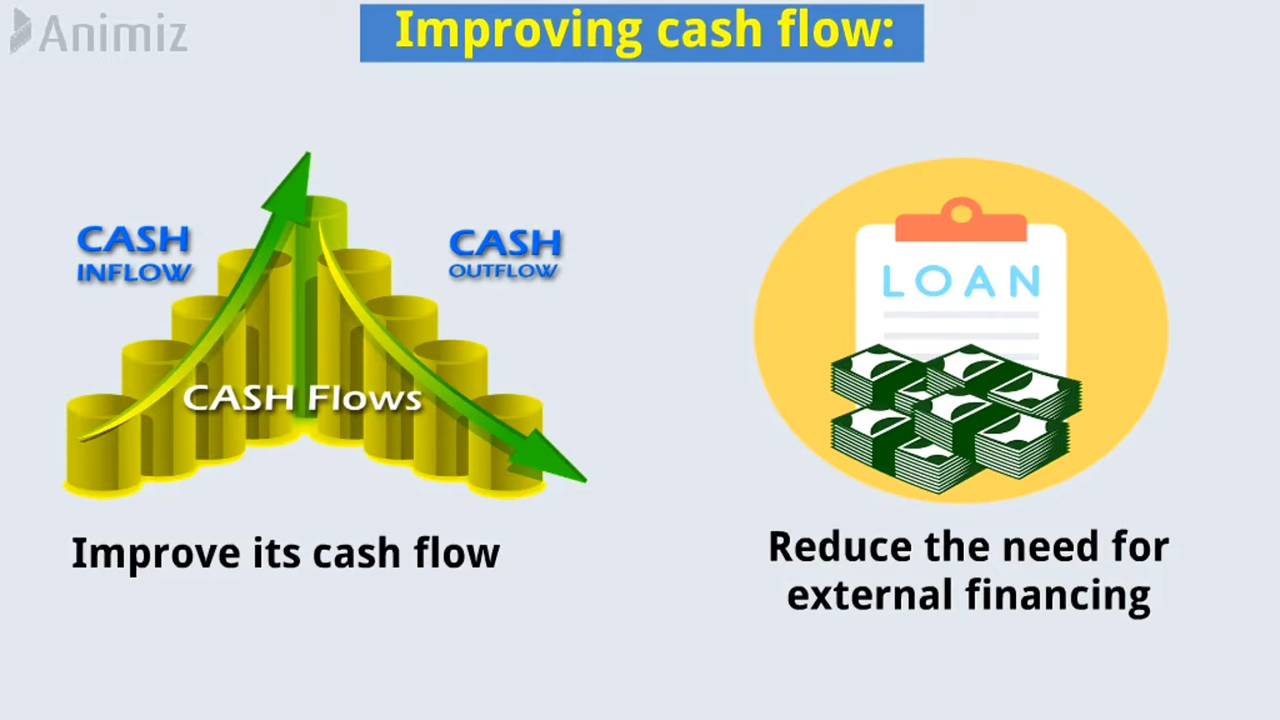 Animiz
Improving cash flow:
CASH
INFLOW
CASH
OUTFLOW
CASH Flows
LOAN
Improve its cash flow
Reduce the need for
external financing